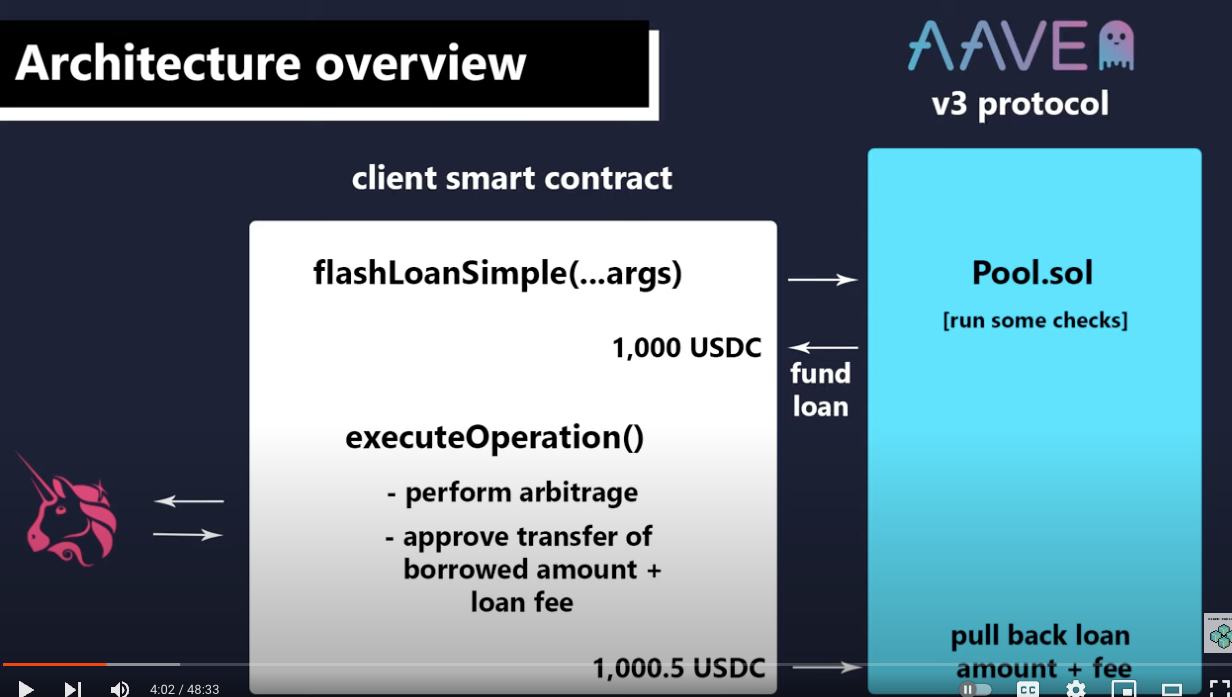 Architecture overview
AAVE
v3 protocol
client smart contract
flashLoanSimple(...args)
Pool.sol
[run some checks]
1,000 USDC
fund
loan
executeOperation()
- perform arbitrage
- approve transfer of
borrowed amount +
loan fee
pull back loan
amount + fee
1,000.5 USDC
4:02 / 48:33
CC